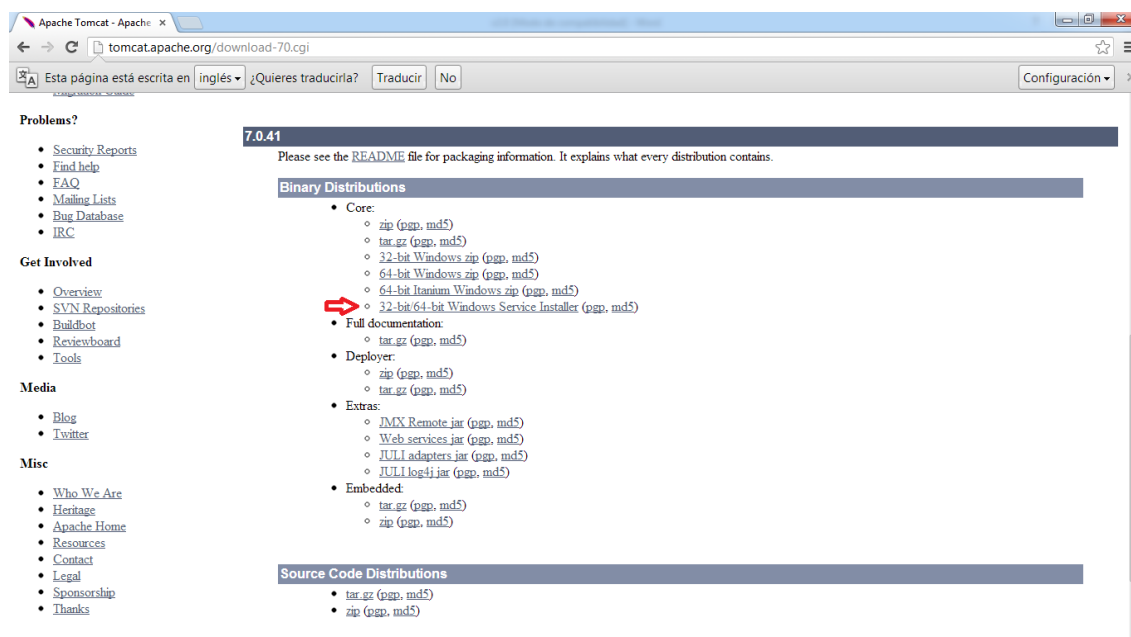 Apache Tomcat - Apache
tomcat.apache.org/download-70.cgi
Esta página está escrita en inglés ¿Quieres traducirla? Traducir No Configuración
Migration Guide
Problems?
Security Reports
Find help
FAQ
Mailing Lists
Bug Database
IRC
Get Involved
Overview
SVN Repositories
Buildbot
Reviewboard
Tools
Media
Blog
Twitter
Misc
Who We Are
Heritage
Apache Home
Resources
Contact
Legal
Sponsorship
Thanks
7.0.41
Please see the README file for packaging information. It explains what every distribution contains.
Binary Distributions
Core:
zip (pgp, md5)
tar.gz (pgp, md5)
32-bit Windows zip (pgp, md5)
64-bit Windows zip (pgp, md5)
64-bit Itanium Windows zip (pgp, md5)
32-bit/64-bit Windows Service Installer (pgp, md5)
Full documentation:
tar.gz (pgp, md5)
Deployer:
zip (pgp, md5)
tar.gz (pgp, md5)
Extras:
JMX Remote jar (pgp, md5)
Web services jar (pgp, md5)
JULI adapters jar (pgp, md5)
JULI log4j jar (pgp, md5)
Embedded:
tar.gz (pgp, md5)
zip (pgp, md5)
Source Code Distributions
tar.gz (pgp, md5)
zip (pgp, md5)